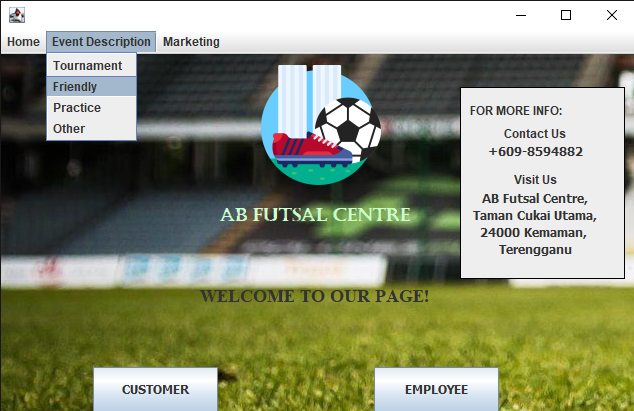 Home Event Description Marketing
Tournament
Friendly
Practice
Other
AB FUTSAL CENTRE
WELCOME TO OUR PAGE!
FOR MORE INFO:
Contact Us
+609-8594882
Visit Us
AB Futsal Centre,
Taman Cukai Utama,
24000 Kemaman,
Terengganu
CUSTOMER EMPLOYEE